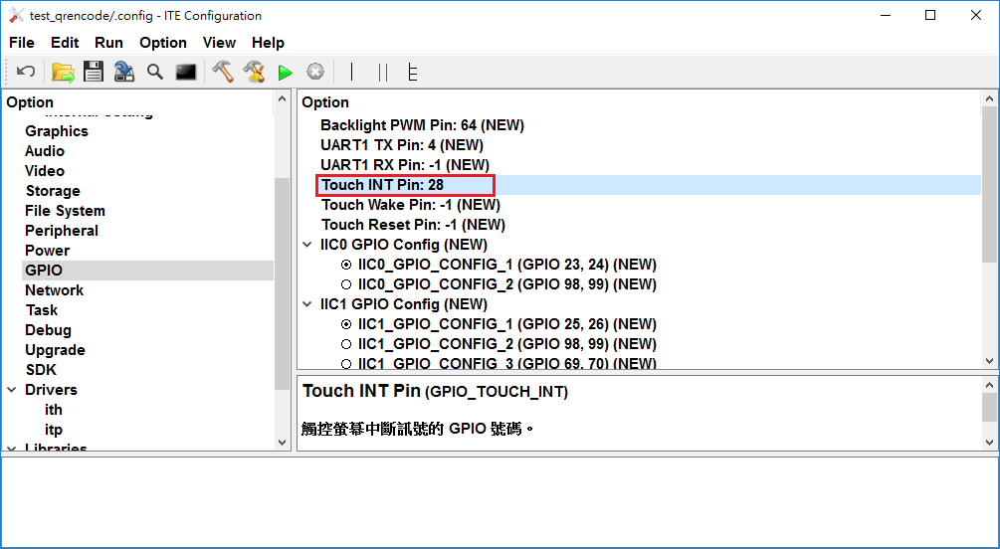 test_qrencode/.config - ITE Configuration
File Edit Run Option View Help
Option
Internal Setting
Graphics
Audio
Video
Storage
File System
Peripheral
Power
GPIO
Network
Task
Debug
Upgrade
SDK
Drivers
ith
itp
Libraries
Option
Backlight PWM Pin: 64 (NEW)
UART1 TX Pin: 4 (NEW)
UART1 RX Pin: -1 (NEW)
Touch INT Pin: 28
Touch Wake Pin: -1 (NEW)
Touch Reset Pin: -1 (NEW)
IIC0 GPIO Config (NEW)
IIC0_GPIO_CONFIG_1 (GPIO 23, 24) (NEW)
IIC0_GPIO_CONFIG_2 (GPIO 98, 99) (NEW)
IIC1 GPIO Config (NEW)
IIC1_GPIO_CONFIG_1 (GPIO 25, 26) (NEW)
IIC1_GPIO_CONFIG_2 (GPIO 98, 99) (NEW)
IIC1_GPIO_CONFIG_3 (GPIO 69, 70) (NEW)
Touch INT Pin (GPIO_TOUCH_INT)
觸控螢幕中斷訊號的 GPIO 號碼。